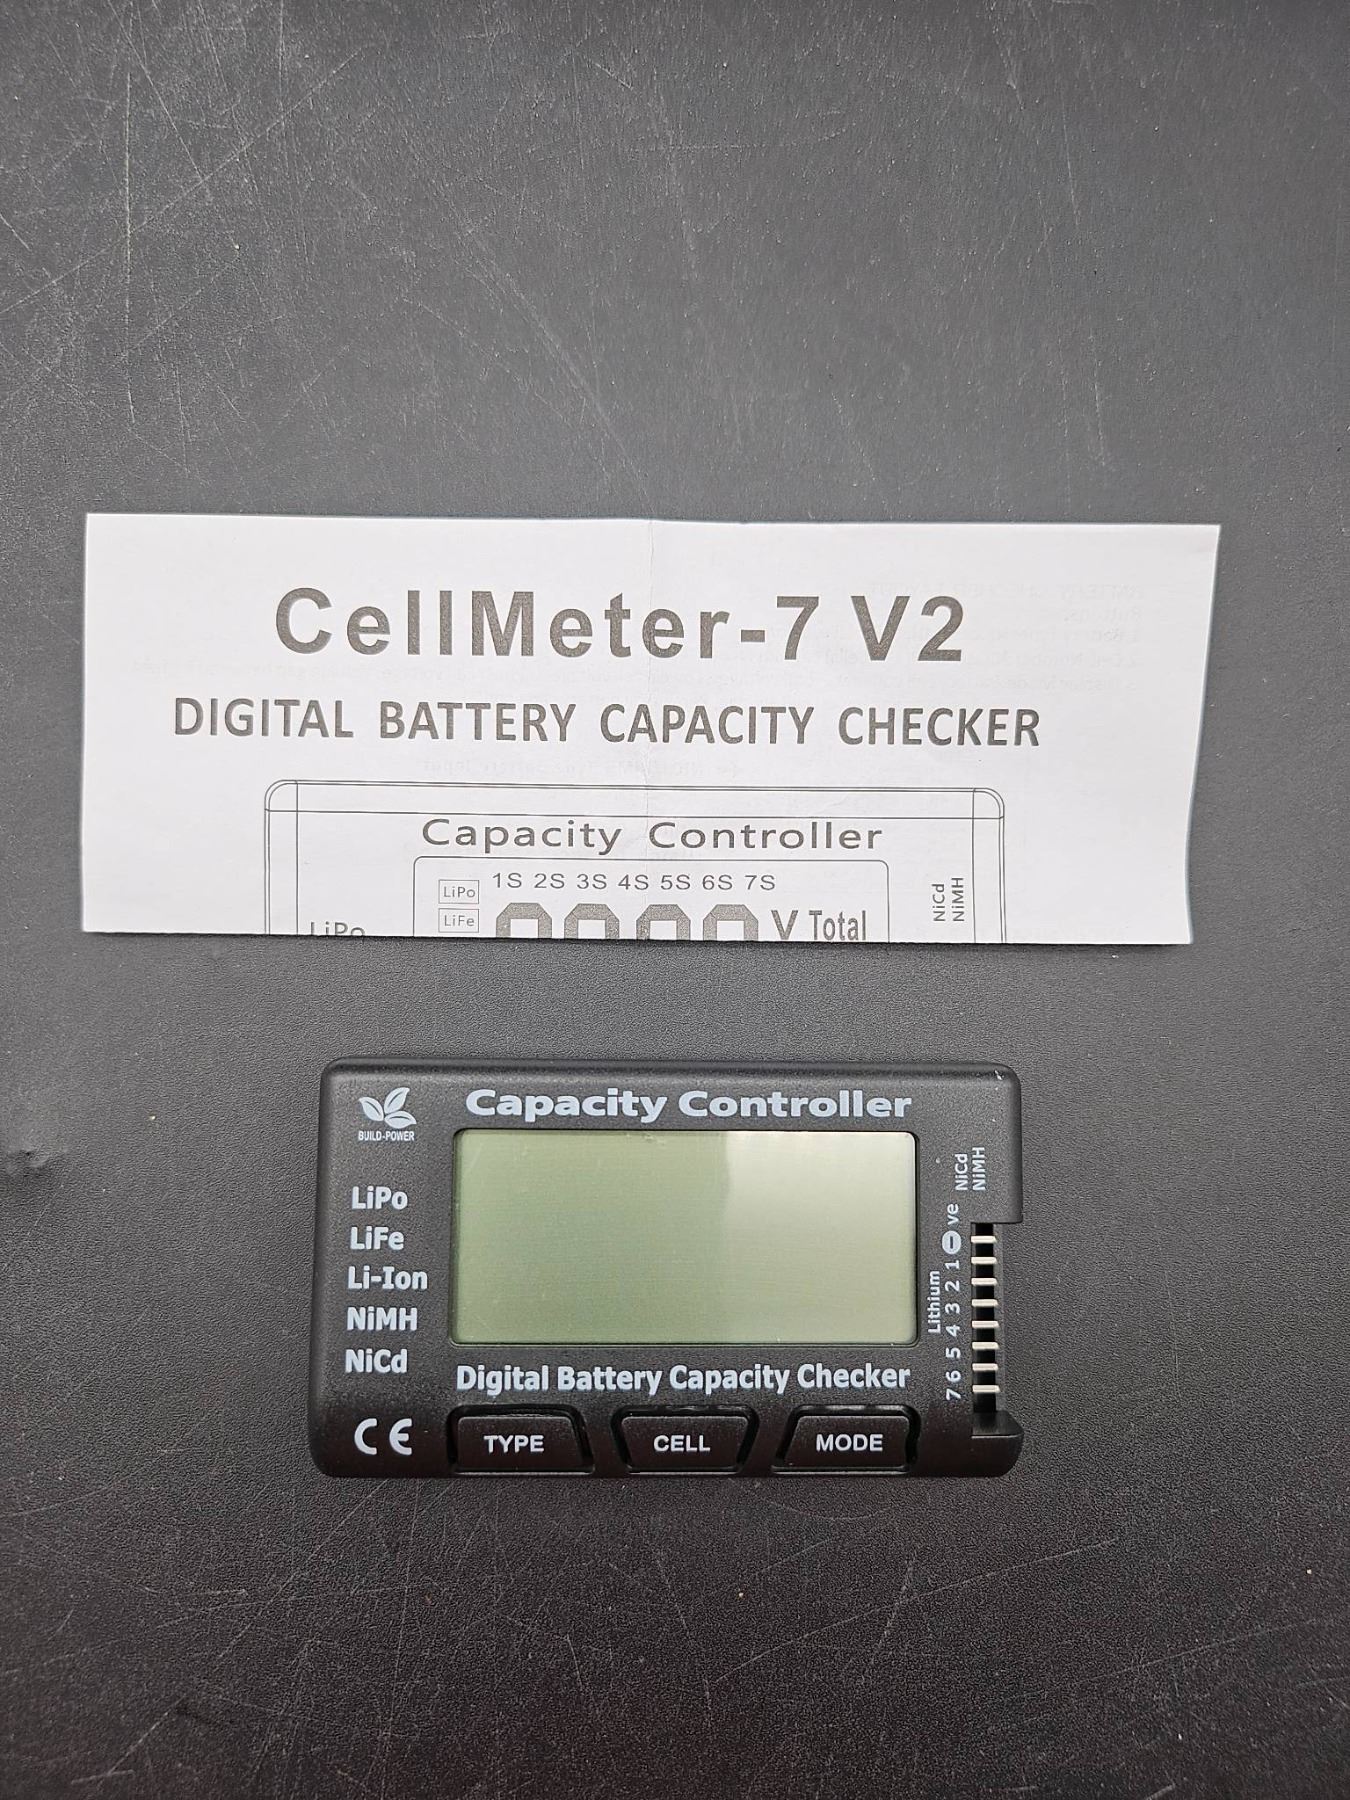 CellMeter-7 V2
DIGITAL BATTERY CAPACITY CHECKER
Capacity Controller
LiPo
1S 2S 3S 4S 5S 6S 7S
LiFe
V Total
LiPo
NiCd
NiMH
Capacity Controller
BUILD-POWER
LiPo
LiFe
Li-Ion
NiMH
NiCd
Digital Battery Capacity Checker
CE
TYPE
CELL
MODE
NiCd
NiMH
Lithium
7 6 5 4 3 2 1 - ve